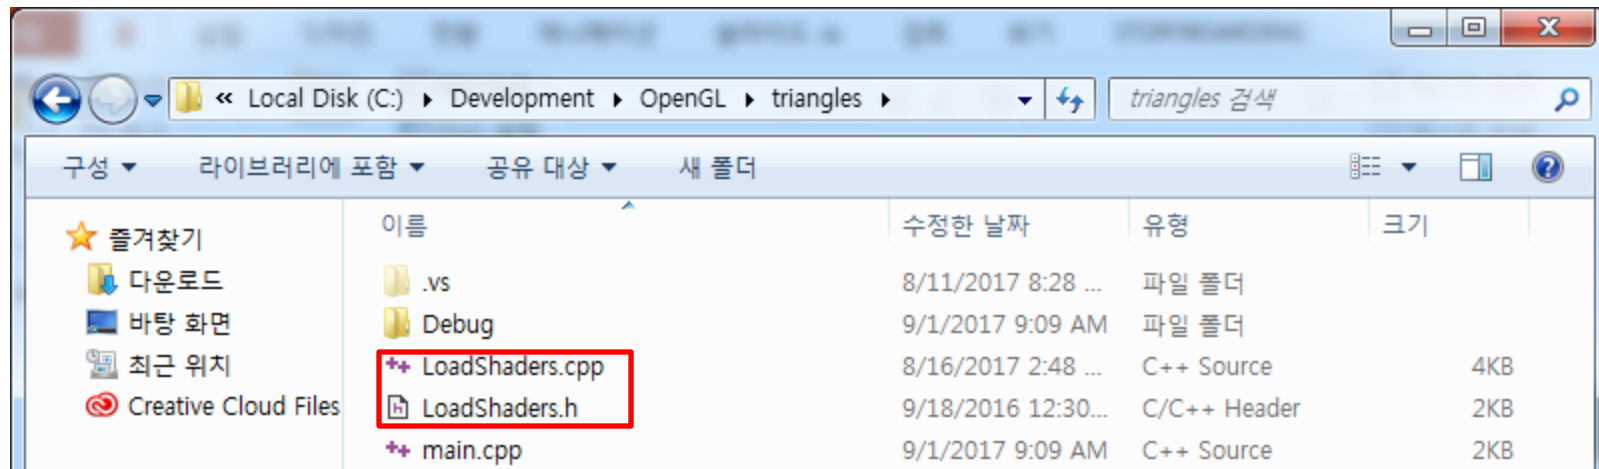 « Local Disk (C:) ▸ Development ▸ OpenGL ▸ triangles ▸
triangles 검색
구성 라이브러리에 포함 공유 대상 새 폴더
이름 수정한 날짜 유형 크기
즐겨찾기
다운로드
바탕 화면
최근 위치
Creative Cloud Files
.vs 8/11/2017 8:28 ... 파일 폴더
Debug 9/1/2017 9:09 AM 파일 폴더
LoadShaders.cpp 8/16/2017 2:48 ... C++ Source 4KB
LoadShaders.h 9/18/2016 12:30... C/C++ Header 2KB
main.cpp 9/1/2017 9:09 AM C++ Source 2KB